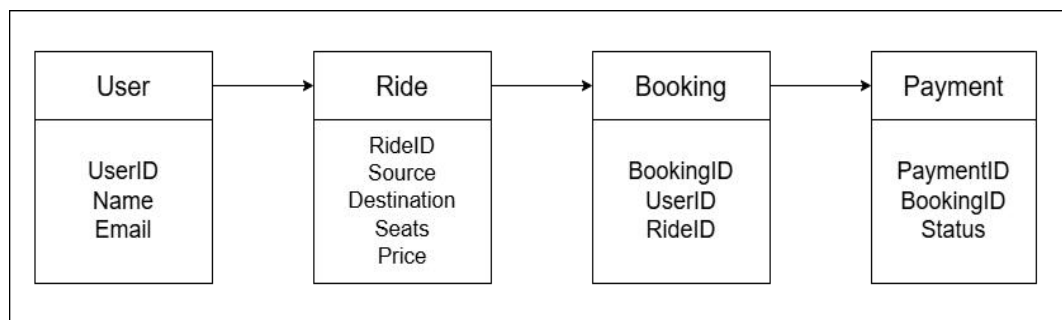 User
UserID
Name
Email
Ride
RideID
Source
Destination
Seats
Price
Booking
BookingID
UserID
RideID
Payment
PaymentID
BookingID
Status